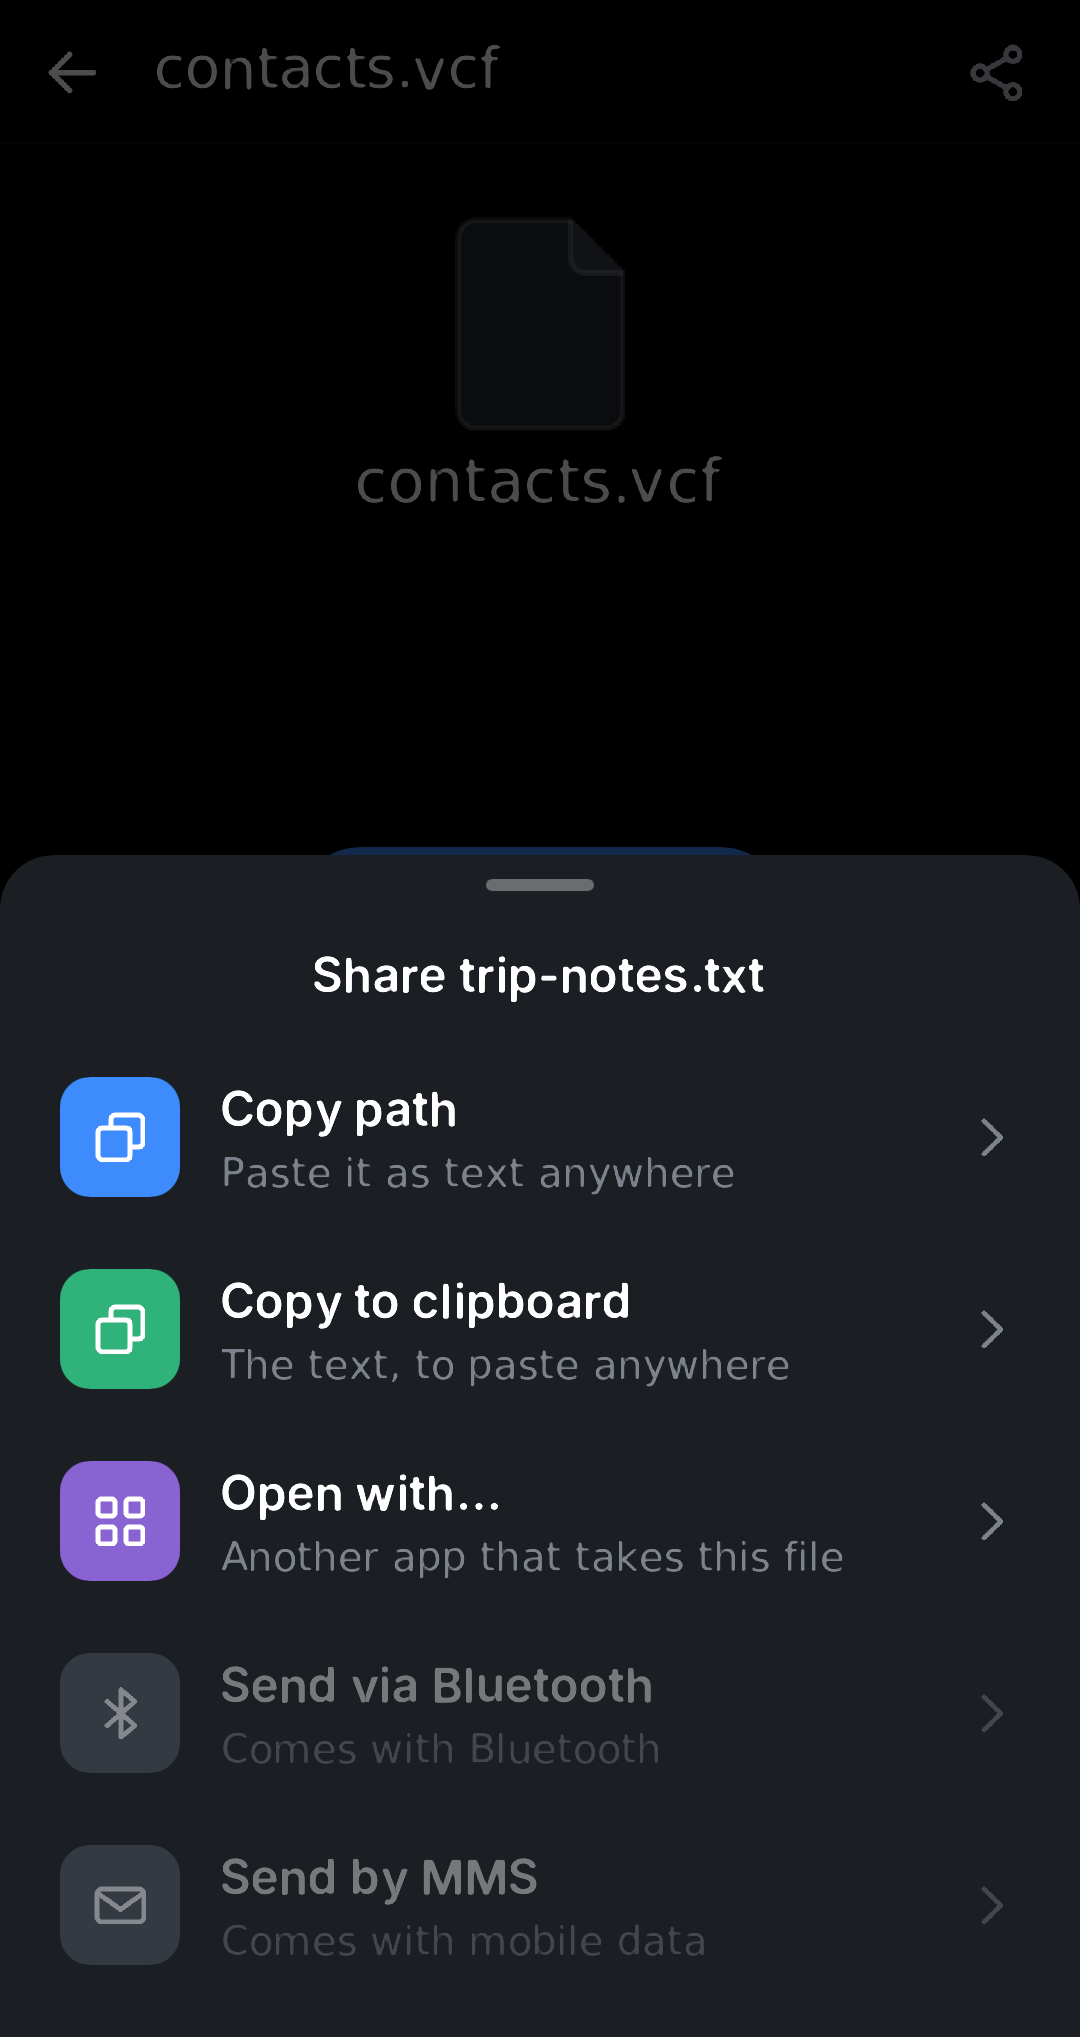 contacts.vcf
contacts.vcf
Share trip-notes.txt
Copy path
Paste it as text anywhere
Copy to clipboard
The text, to paste anywhere
Open with...
Another app that takes this file
Send via Bluetooth
Comes with Bluetooth
Send by MMS
Comes with mobile data